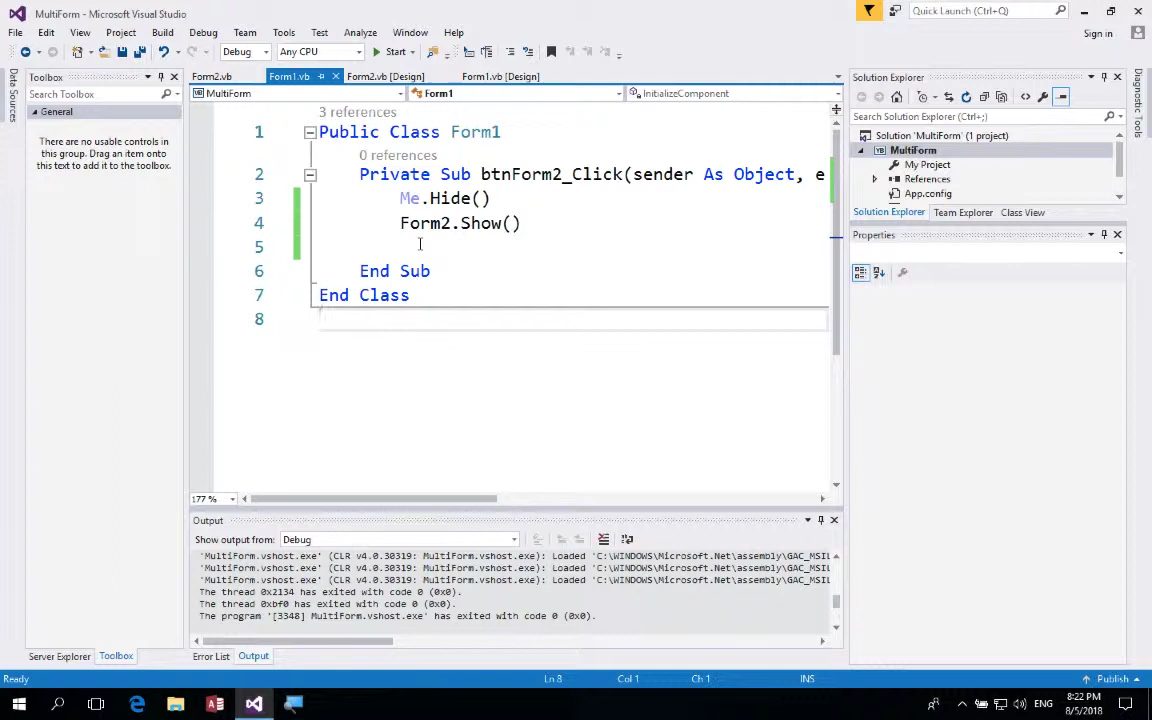 MultiForm - Microsoft Visual Studio
Quick Launch (Ctrl+Q)
File Edit View Project Build Debug Team Tools Test Analyze Window Help
Sign in
Debug Any CPU Start
Data Sources
Toolbox
Search Toolbox
General
There are no usable controls in
this group. Drag an item onto
this text to add it to the toolbox.
Form2.vb Form1.vb Form2.vb [Design] Form1.vb [Design]
MultiForm Form1 InitializeComponent
3 references
1 Public Class Form1
0 references
2 Private Sub btnForm2_Click(sender As Object, e
3 Me.Hide()
4 Form2.Show()
5
6 End Sub
7 End Class
8
177 %
Output
Show output from: Debug
'MultiForm.vshost.exe' (CLR v4.0.30319: MultiForm.vshost.exe): Loaded 'C:\WINDOWS\Microsoft.Net\assembly\GAC_MSIL
'MultiForm.vshost.exe' (CLR v4.0.30319: MultiForm.vshost.exe): Loaded 'C:\WINDOWS\Microsoft.Net\assembly\GAC_MSIL
'MultiForm.vshost.exe' (CLR v4.0.30319: MultiForm.vshost.exe): Loaded 'C:\WINDOWS\Microsoft.Net\assembly\GAC_MSIL
The thread 0x2134 has exited with code 0 (0x0).
The thread 0xbf0 has exited with code 0 (0x0).
The program '[3348] MultiForm.vshost.exe' has exited with code 0 (0x0).
Server Explorer Toolbox
Error List Output
Solution Explorer
Search Solution Explorer (Ctrl+;)
Solution 'MultiForm' (1 project)
MultiForm
My Project
References
App.config
Solution Explorer Team Explorer Class View
Properties
Diagnostic Tools
Ready Ln 8 Col 1 Ch 1 INS Publish
ENG
8:22 PM
8/5/2018